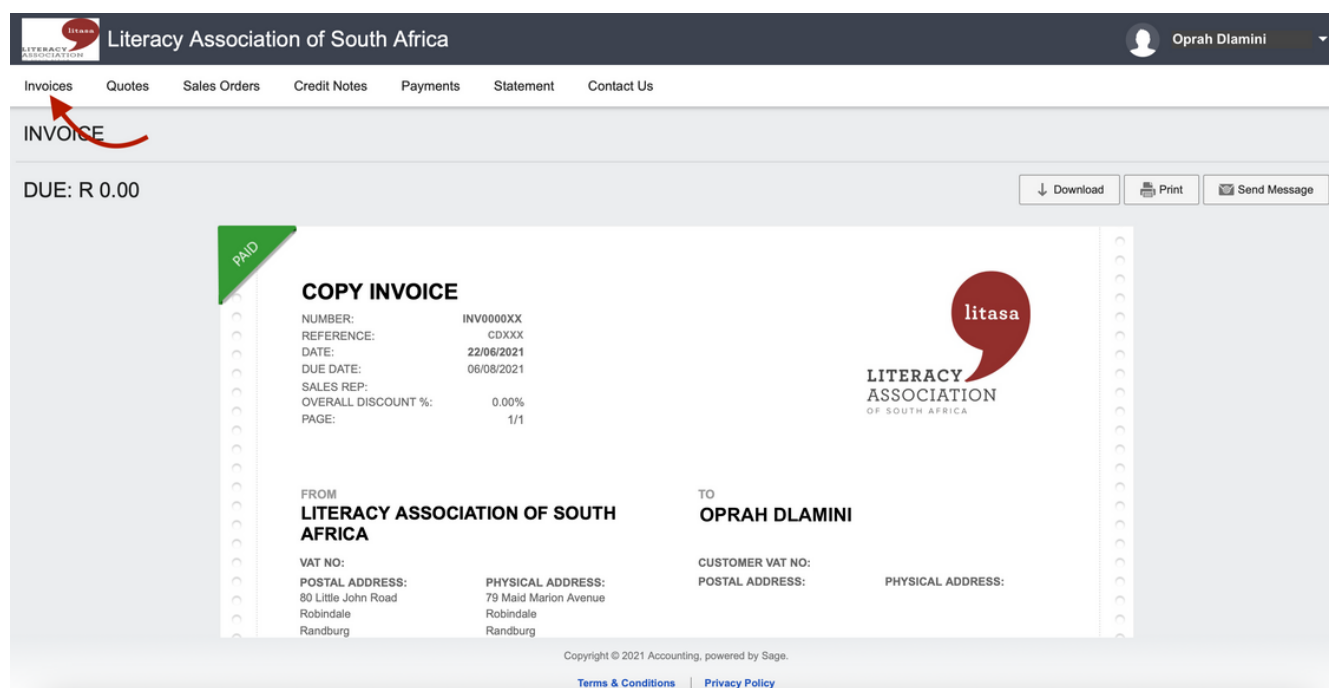 litasa
LITERACY
ASSOCIATION
Literacy Association of South Africa
Oprah Dlamini
Invoices Quotes Sales Orders Credit Notes Payments Statement Contact Us
INVOICE
DUE: R 0.00
Download Print Send Message
PAID
COPY INVOICE
NUMBER: INV0000XX
REFERENCE: CDXXX
DATE: 22/06/2021
DUE DATE: 06/08/2021
SALES REP:
OVERALL DISCOUNT %: 0.00%
PAGE: 1/1
litasa
LITERACY
ASSOCIATION
OF SOUTH AFRICA
FROM
LITERACY ASSOCIATION OF SOUTH
AFRICA
VAT NO:
POSTAL ADDRESS: PHYSICAL ADDRESS:
80 Little John Road 79 Maid Marion Avenue
Robindale Robindale
Randburg Randburg
TO
OPRAH DLAMINI
CUSTOMER VAT NO:
POSTAL ADDRESS: PHYSICAL ADDRESS:
Copyright © 2021 Accounting, powered by Sage.
Terms & Conditions | Privacy Policy